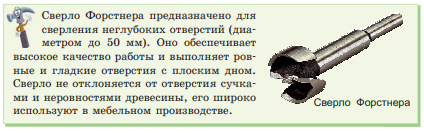 Сверло Форстнера предназначено для
сверления неглубоких отверстий (диа-
метром до 50 мм). Оно обеспечивает
высокое качество работы и выполняет ров-
ные и гладкие отверстия с плоским дном.
Сверло не отклоняется от отверстия сучка-
ми и неровностями древесины, его широко
используют в мебельном производстве.
Сверло Форстнера